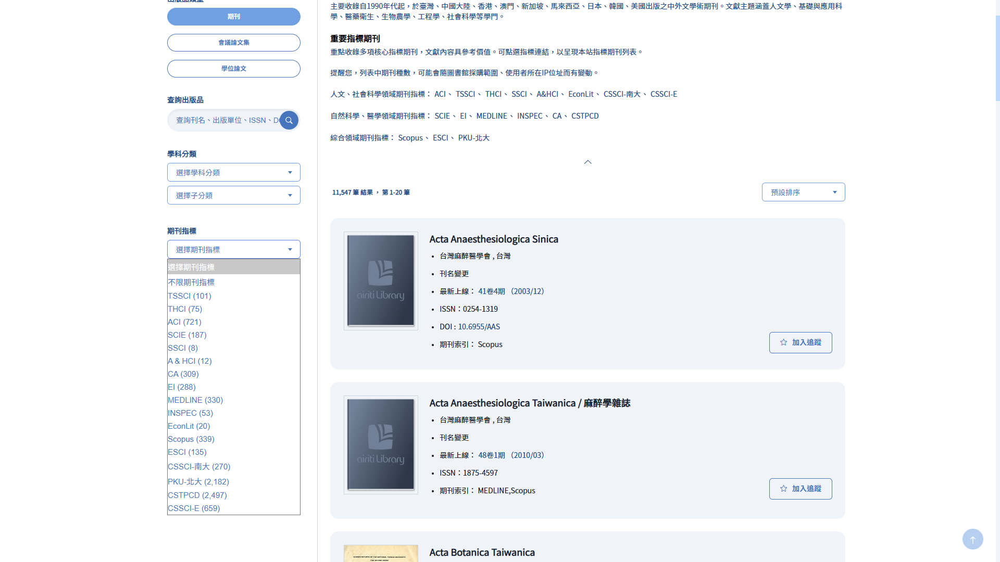 期刊
會議論文集
學位論文
查詢出版品
查詢刊名、出版單位、ISSN、D
學科分類
選擇學科分類
選擇子分類
期刊指標
選擇期刊指標
選擇期刊指標
不限期刊指標
TSSCI (101)
THCI (75)
ACI (721)
SCIE (187)
SSCI (8)
A & HCI (12)
CA (309)
EI (288)
MEDLINE (330)
INSPEC (53)
EconLit (20)
Scopus (339)
ESCI (135)
CSSCI-南大 (270)
PKU-北大 (2,182)
CSTPCD (2,497)
CSSCI-E (659)
主要收錄自1990年代起，於臺灣、中國大陸、香港、澳門、新加坡、馬來西亞、日本、韓國、美國出版之中外文學術期刊。文獻主題涵蓋人文學、基礎與應用科
學、醫藥衛生、生物農學、工程學、社會科學等學門。
重要指標期刊
重點收錄多項核心指標期刊，文獻內容具參考價值。可點選指標連結，以呈現本站指標期刊列表。
提醒您，列表中期刊種數，可能會隨圖書館採購範圍、使用者所在IP位址而有變動。
人文、社會科學領域期刊指標： ACI、 TSSCI、 THCI、 SSCI、 A&HCI、 EconLit、 CSSCI-南大、 CSSCI-E
自然科學、醫學領域期刊指標： SCIE、 EI、 MEDLINE、 INSPEC、 CA、 CSTPCD
綜合領域期刊指標： Scopus、 ESCI、 PKU-北大
11,547 筆 結果 ， 第 1-20 筆
預設排序
airiti Library
Acta Anaesthesiologica Sinica
台灣麻醉醫學會 , 台灣
刊名變更
最新上線： 41卷4期 （2003/12）
ISSN：0254-1319
DOI : 10.6955/AAS
期刊索引： Scopus
加入追蹤
airiti Library
Acta Anaesthesiologica Taiwanica / 麻醉學雜誌
台灣麻醉醫學會 , 台灣
刊名變更
最新上線： 48卷1期 （2010/03）
ISSN：1875-4597
期刊索引： MEDLINE,Scopus
加入追蹤
SCIENCE REPORTS OF THE NATIONAL TAIWAN UNIVERSITY
Acta Botanica Taiwanica